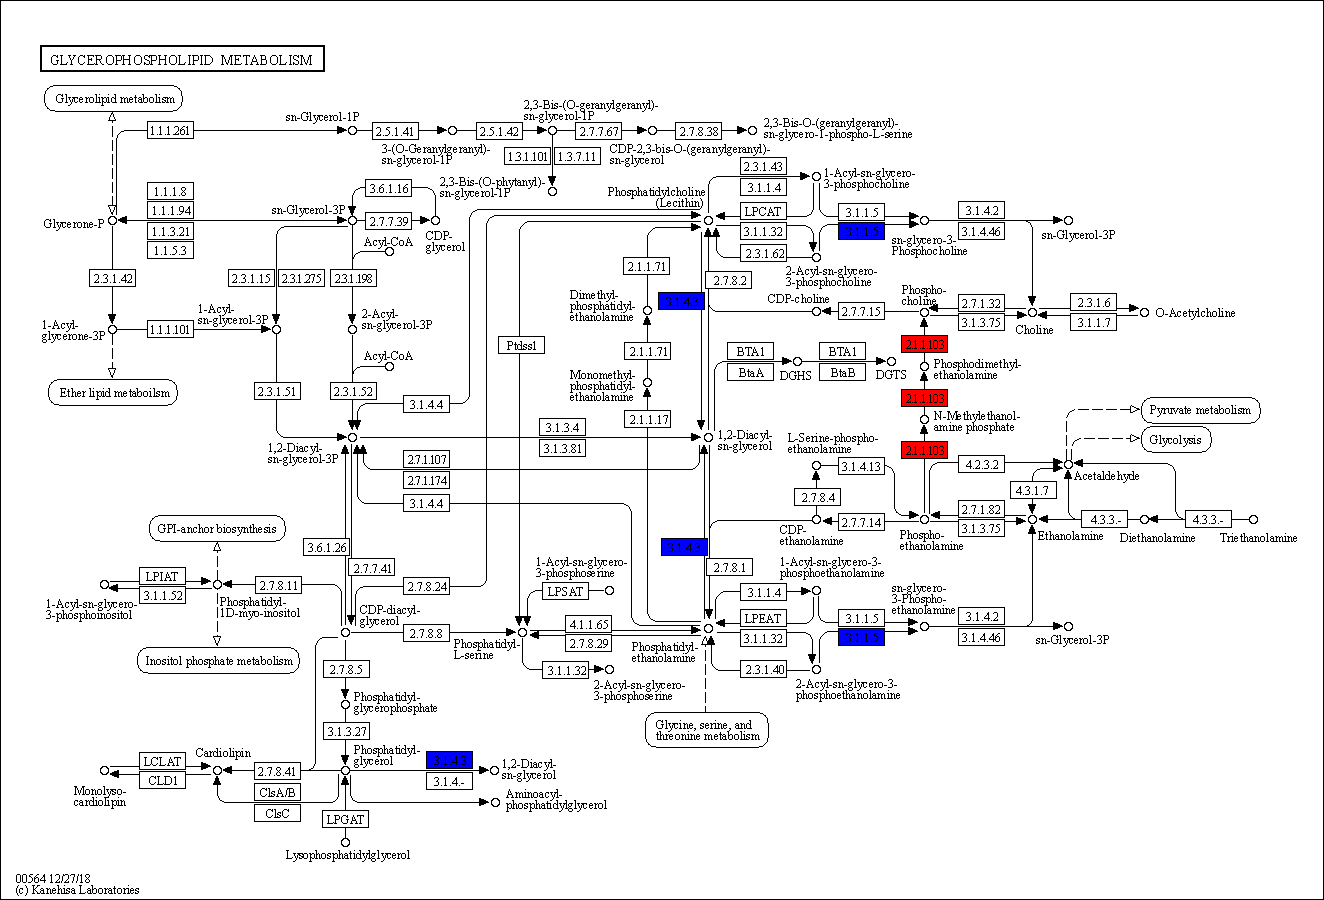 GLYCEROPHOSPHOLIPID METABOLISM
Glycerolipid metabolism
1.1.1.261
sn-Glycerol-1P
2.5.1.41
3-(O-Geranylgeranyl)-
sn-glycerol-1P
2.5.1.42
2,3-Bis-(O-geranylgeranyl)-
sn-glycerol-1P
2.7.7.67
CDP-2,3-bis-O-(geranylgeranyl)-
sn-glycerol
2.7.8.38
2,3-Bis-O-(geranylgeranyl)-
sn-glycero-1-phospho-L-serine
1.3.1.101
1.3.7.11
2,3-Bis-(O-phytanyl)-
sn-glycerol-1P
Glycerone-P
1.1.1.8
1.1.1.94
1.1.3.21
1.1.5.3
sn-Glycerol-3P
3.6.1.16
2.7.7.39
CDP-
glycerol
Acyl-CoA
2.3.1.42
2.3.1.15
2.3.1.275
2.3.1.198
1-Acyl-
glycerone-3P
1.1.1.101
1-Acyl-
sn-glycerol-3P
2-Acyl-
sn-glycerol-3P
Acyl-CoA
Ether lipid metaboilsm
2.3.1.51
2.3.1.52
3.1.4.4
1,2-Diacyl-
sn-glycerol-3P
3.1.3.4
3.1.3.81
2.7.1.107
2.7.1.174
3.1.4.4
1,2-Diacyl-
sn-glycerol
Ptdss1
Phosphatidylcholine
(Lecithin)
2.3.1.43
3.1.1.4
LPCAT
3.1.1.32
2.3.1.62
1-Acyl-sn-glycero-
3-phosphocholine
2-Acyl-sn-glycero-
3-phosphocholine
3.1.1.5
3.1.1.5
sn-glycero-3-
Phosphocholine
3.1.4.2
3.1.4.46
sn-Glycerol-3P
2.1.1.71
Dimethyl-
phosphatidyl-
ethanolamine
2.1.1.71
Monomethyl-
phosphatidyl-
ethanolamine
2.1.1.17
3.1.4.3
2.7.8.2
CDP-choline
2.7.7.15
Phospho-
choline
2.7.1.32
3.1.3.75
Choline
2.3.1.6
3.1.1.7
O-Acetylcholine
BTA1
BtaA
DGHS
BTA1
BtaB
DGTS
2.1.1.103
Phosphodimethyl-
ethanolamine
2.1.1.103
N-Methylethanol-
amine phosphate
2.1.1.103
L-Serine-phospho-
ethanolamine
3.1.4.13
2.7.8.4
CDP-
ethanolamine
2.7.7.14
Phospho-
ethanolamine
2.7.1.82
3.1.3.75
Ethanolamine
4.2.3.2
4.3.1.7
Acetaldehyde
Pyruvate metabolism
Glycolysis
4.3.3.-
Diethanolamine
4.3.3.-
Triethanolamine
GPI-anchor biosynthesis
LPIAT
3.1.1.52
1-Acyl-sn-glycero-
3-phosphoinositol
2.7.8.11
Phosphatidyl-
1D-myo-inositol
Inositol phosphate metabolism
3.6.1.26
2.7.7.41
CDP-diacyl-
glycerol
2.7.8.24
2.7.8.8
Phosphatidyl-
L-serine
1-Acyl-sn-glycero-
3-phosphoserine
LPSAT
4.1.1.65
2.7.8.29
3.1.1.32
2-Acyl-sn-glycero-
3-phosphoserine
Phosphatidyl-
ethanolamine
2.7.8.1
1-Acyl-sn-glycero-3-
phosphoethanolamine
3.1.1.4
LPEAT
3.1.1.32
2.3.1.40
2-Acyl-sn-glycero-3-
phosphoethanolamine
3.1.1.5
3.1.1.5
sn-glycero-
3-Phospho-
ethanolamine
3.1.4.2
3.1.4.46
sn-Glycerol-3P
Glycine, serine, and
threonine metabolism
2.7.8.5
Phosphatidyl-
glycerophosphate
3.1.3.27
Phosphatidyl-
glycerol
3.1.4.3
3.1.4.-
1,2-Diacyl-
sn-glycerol
Aminoacyl-
phosphatidylglycerol
Cardiolipin
LCLAT
CLD1
Monolyso-
cardiolipin
2.7.8.41
ClsA/B
ClsC
LPGAT
Lysophosphatidylglycerol
00564 12/27/18
(c) Kanehisa Laboratories